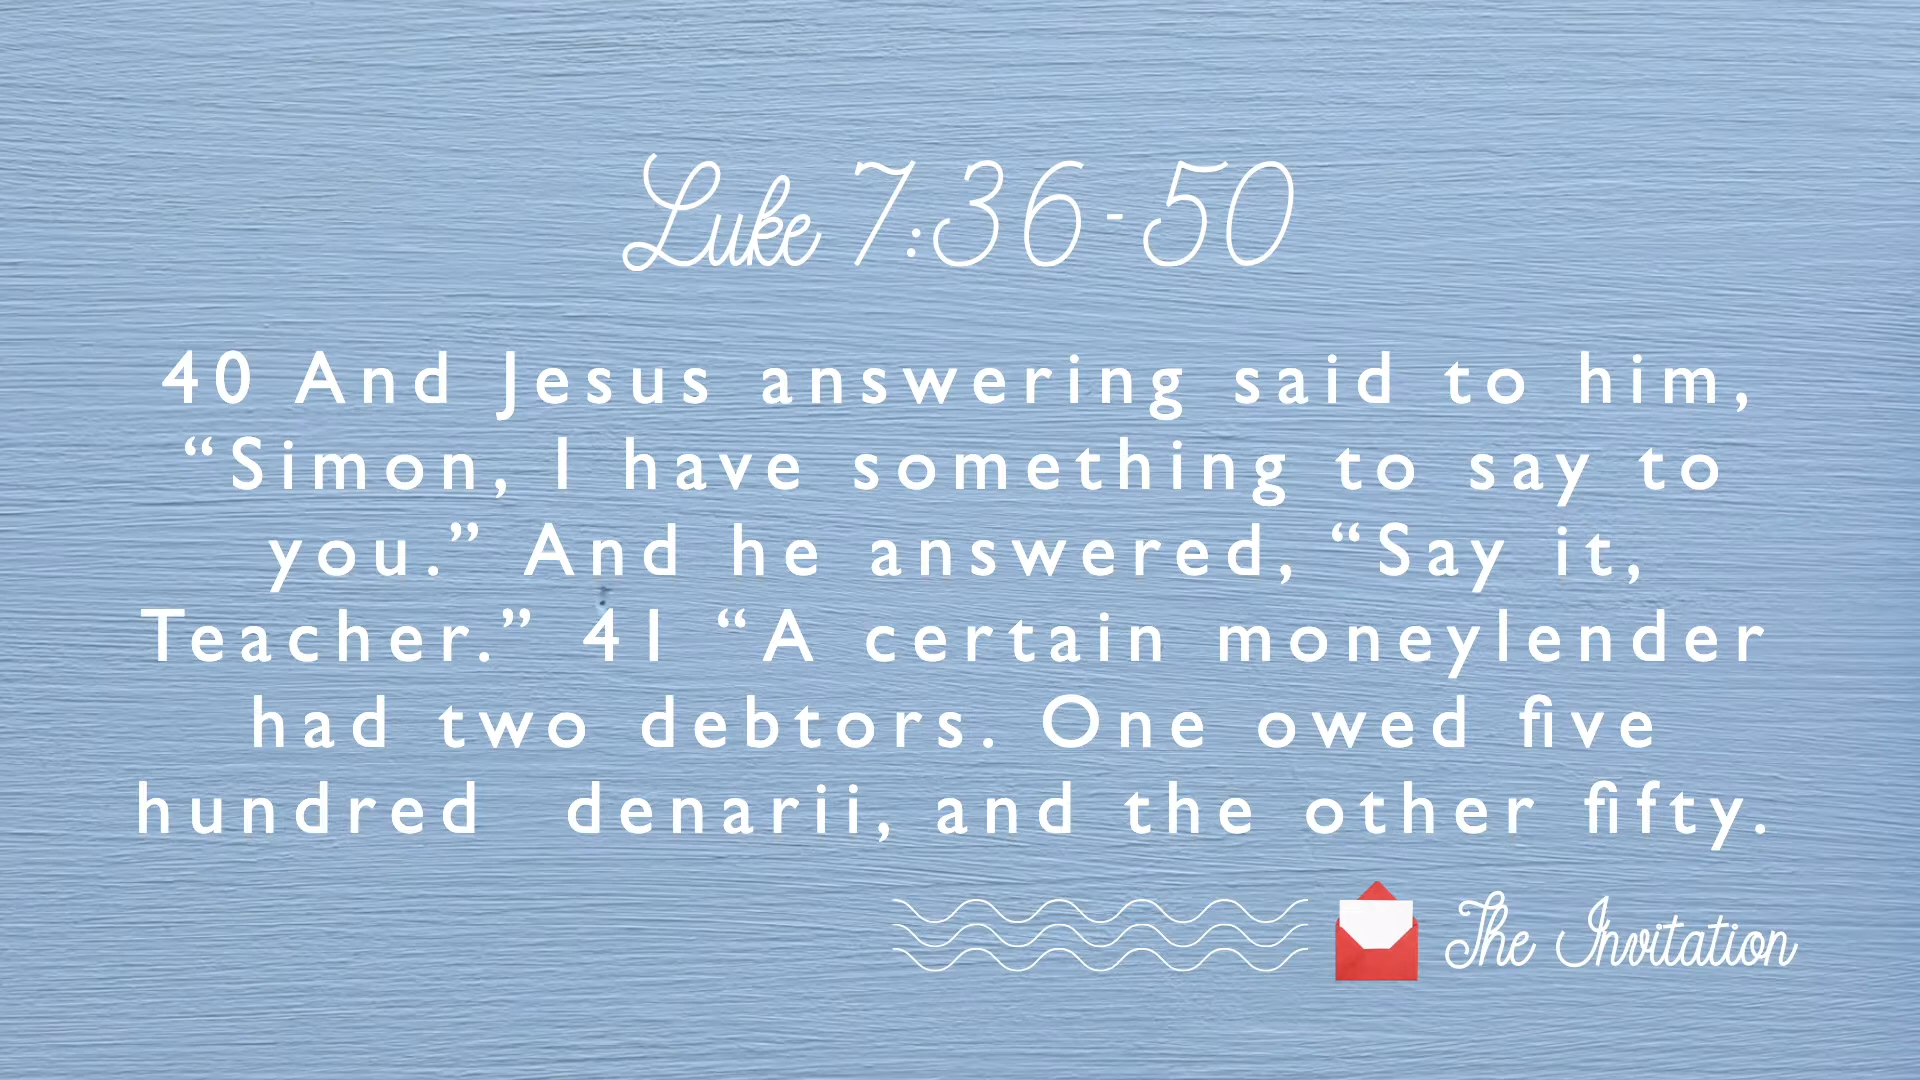 Luke 7:36-50
40 And Jesus answering said to him,
“Simon, I have something to say to
you.” And he answered, “Say it,
Teacher.” 41 “A certain moneylender
had two debtors. One owed five
hundred  denarii, and the other fifty.
The Invitation